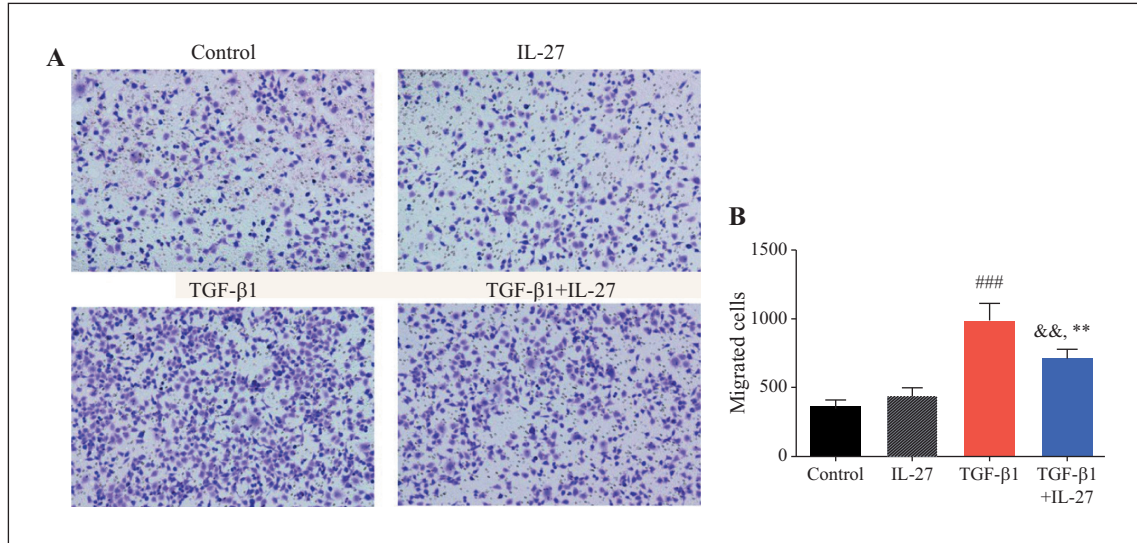 A
Control
IL-27
TGF-β1
TGF-β1+IL-27
B
1500
1000
500
0
Migrated cells
###
&&, **
Control
IL-27
TGF-β1
TGF-β1
+IL-27